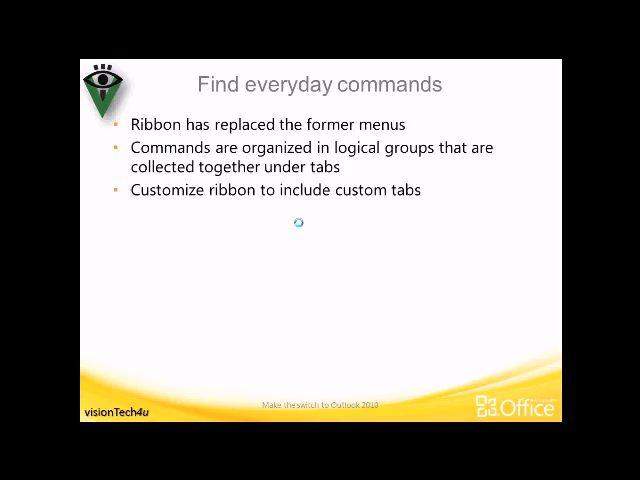 Find everyday commands
• Ribbon has replaced the former menus
• Commands are organized in logical groups that are
collected together under tabs
• Customize ribbon to include custom tabs
Make the switch to Outlook 2010
visionTech4u
Office